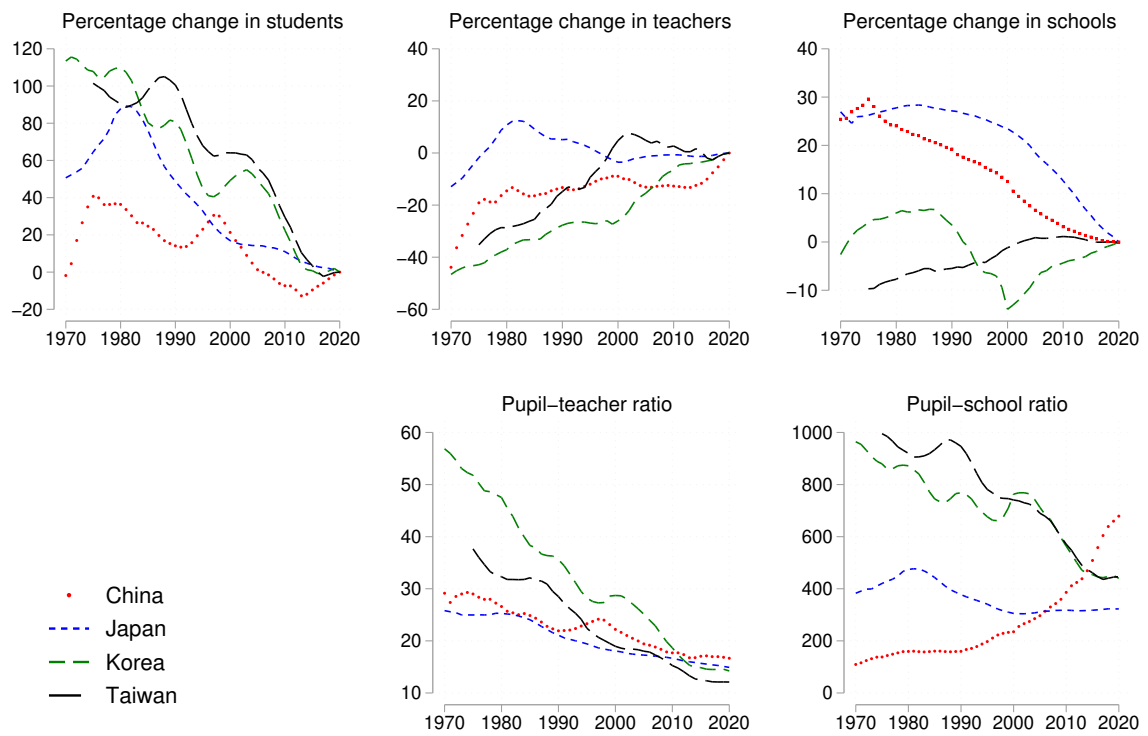 Percentage change in students
120
100
80
60
40
20
0
−20
1970 1980 1990 2000 2010 2020
Percentage change in teachers
40
20
0
−20
−40
−60
1970 1980 1990 2000 2010 2020
Percentage change in schools
40
30
20
10
0
−10
1970 1980 1990 2000 2010 2020
Pupil−teacher ratio
60
50
40
30
20
10
1970 1980 1990 2000 2010 2020
Pupil−school ratio
1000
800
600
400
200
0
1970 1980 1990 2000 2010 2020
China
Japan
Korea
Taiwan